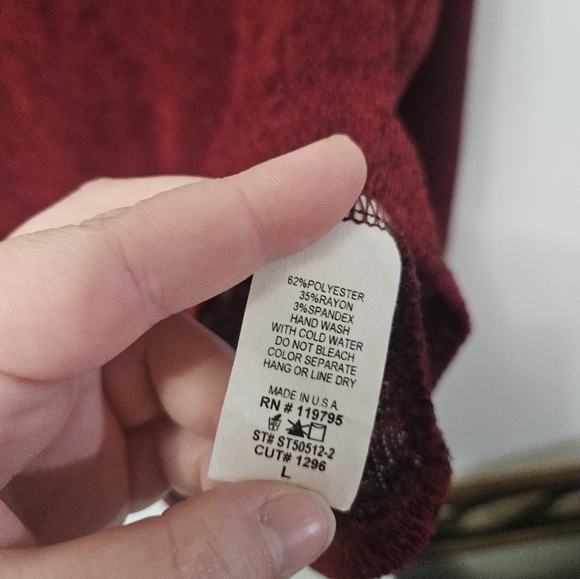 62%POLYESTER
35%RAYON
3%SPANDEX
HAND WASH
WITH COLD WATER
DO NOT BLEACH
COLOR SEPARATE
HANG OR LINE DRY
MADE IN U.S.A
RN # 119795
ST# ST50512-2
CUT# 1296
L